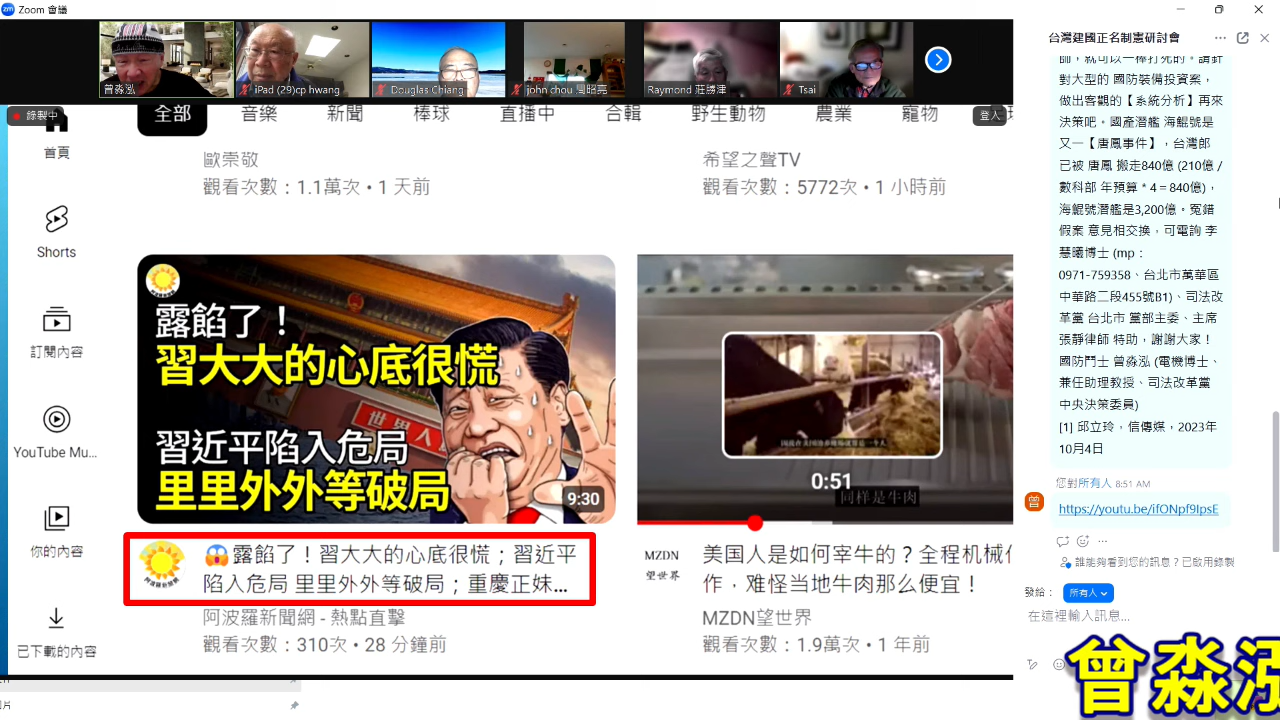 Zoom 會議
曾淼泓
iPad (29)cp hwang
Douglas Chiang
john chou 周昭亮
Raymond 莊勝津
Tsai
錄製中
登入
全部
音樂
新聞
棒球
直播中
合輯
野生動物
農業
寵物
首頁
Shorts
訂閱內容
YouTube Mu...
你的內容
已下載的內容
歐崇敬
觀看次數：1.1萬次 • 1 天前
希望之聲TV
觀看次數：5772次 • 1 小時前
露餡了！
習大大的心底很慌
習近平陷入危局
里里外外等破局
9:30
😱露餡了！習大大的心底很慌；習近平
陷入危局 里里外外等破局；重慶正妹...
阿波羅新聞網 - 熱點直擊
觀看次數：310次 • 28 分鐘前
0:51
同样是牛肉
MZDN
望世界
美国人是如何宰牛的？全程机械化
作，难怪当地牛肉那么便宜！
MZDN望世界
觀看次數：1.9萬次 • 1 年前
台灣建國正名制憲研討會
師，就可以一棒打死的。請針
對大型的 國防裝備投資雲，
做出客觀的【採統分析】再來
決策吧。國產潛艦 海鯤號是
又一【唐鳳事件】，台灣郎
已被 唐鳳 搬走840億 (210億 /
數科部 年預算 * 4 = 840億)，
海鯤號潛艦是3,200億。冤錯
假案 意見相交換，可電詢 李
慧曦博士 (mp：
0971-759358、台北市萬華區
中華路二段455號B1)、司法改
革黨 台北市 黨部主委、主席
張靜律師 特助，謝謝大家！
國防鬥士 曾淼泓 (電機博士、
兼任助理教授、司法改革黨
中央決策委員)
[1] 邱立玲，信傳媒，2023年
10月4日
您對所有人 8:51 AM
曾
https://youtu.be/ifONpf9IpsE
誰能夠看到您的訊息？已啟用錄製
發給： 所有人
在這裡輸入訊息...
曾淼泓